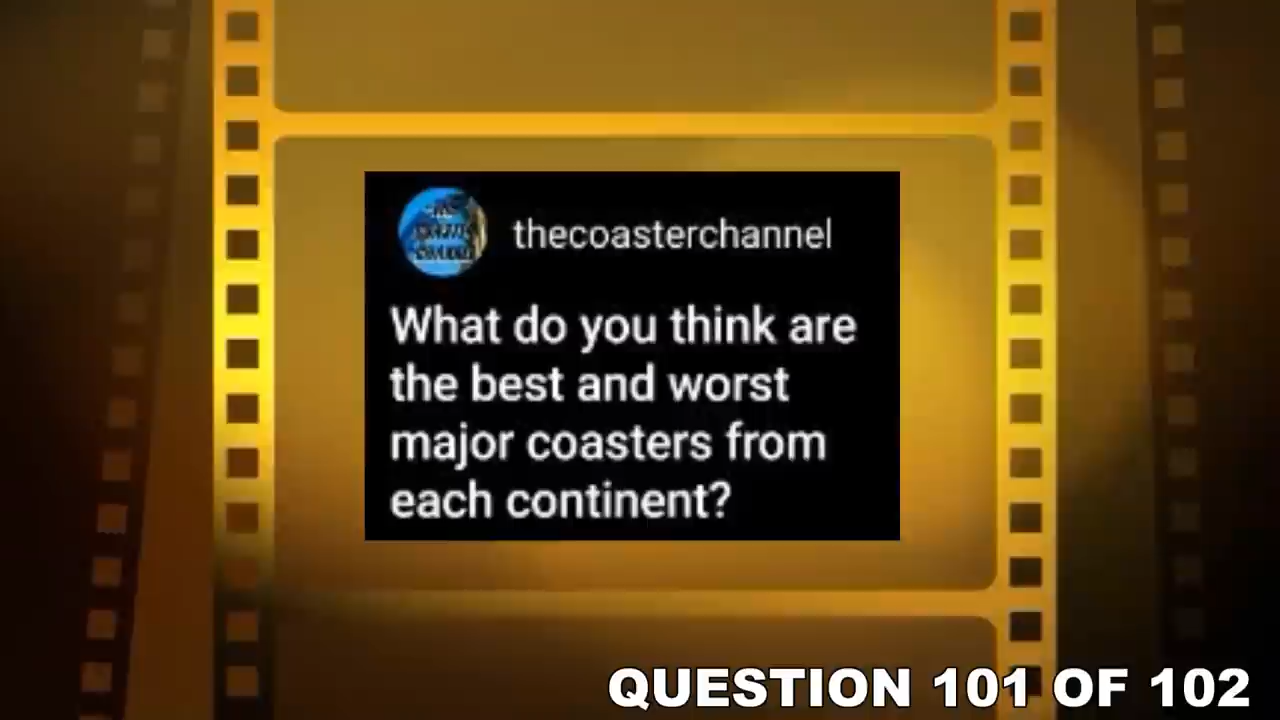 thecoasterchannel
What do you think are
the best and worst
major coasters from
each continent?
QUESTION 101 OF 102